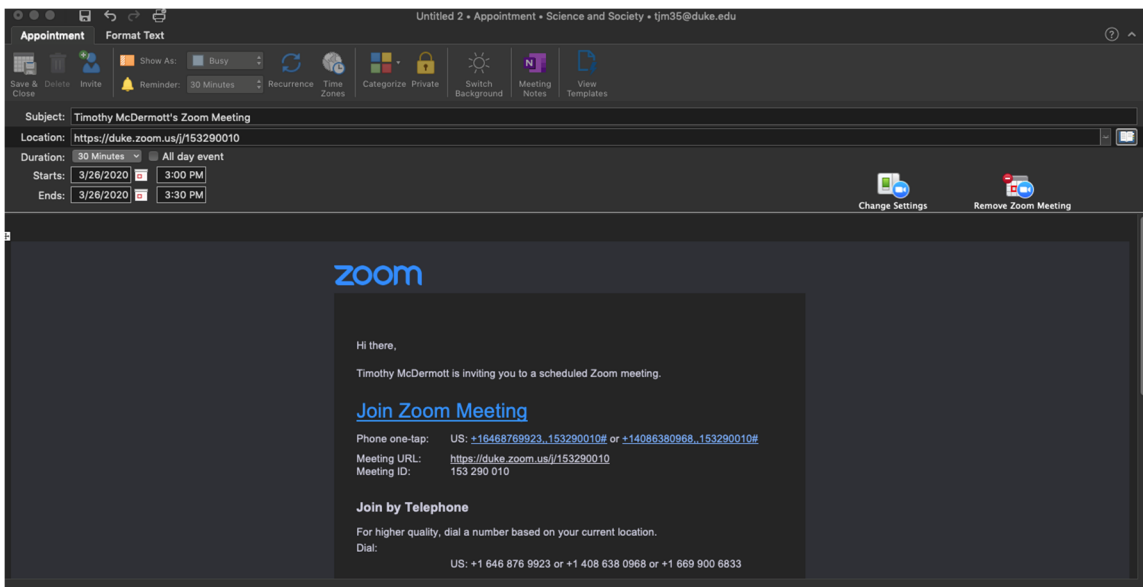 Untitled 2 • Appointment • Science and Society • tjm35@duke.edu
Appointment Format Text
?
Save & Close Delete Invite Show As: Busy Reminder: 30 Minutes Recurrence Time Zones Categorize Private Switch Background Meeting Notes View Templates
Subject: Timothy McDermott's Zoom Meeting
Location: https://duke.zoom.us/j/153290010
Duration: 30 Minutes All day event
Starts: 3/26/2020 3:00 PM
Ends: 3/26/2020 3:30 PM
Change Settings Remove Zoom Meeting
zoom
Hi there,
Timothy McDermott is inviting you to a scheduled Zoom meeting.
Join Zoom Meeting
Phone one-tap: US: +16468769923,,153290010# or +14086380968,,153290010#
Meeting URL: https://duke.zoom.us/j/153290010
Meeting ID: 153 290 010
Join by Telephone
For higher quality, dial a number based on your current location.
Dial:
US: +1 646 876 9923 or +1 408 638 0968 or +1 669 900 6833